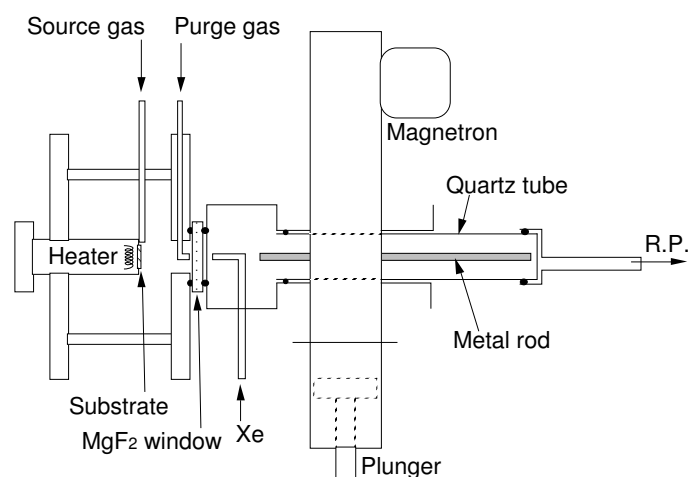 Source gas
Purge gas
Magnetron
Quartz tube
R.P.
Heater
Metal rod
Substrate
MgF2 window
Xe
Plunger